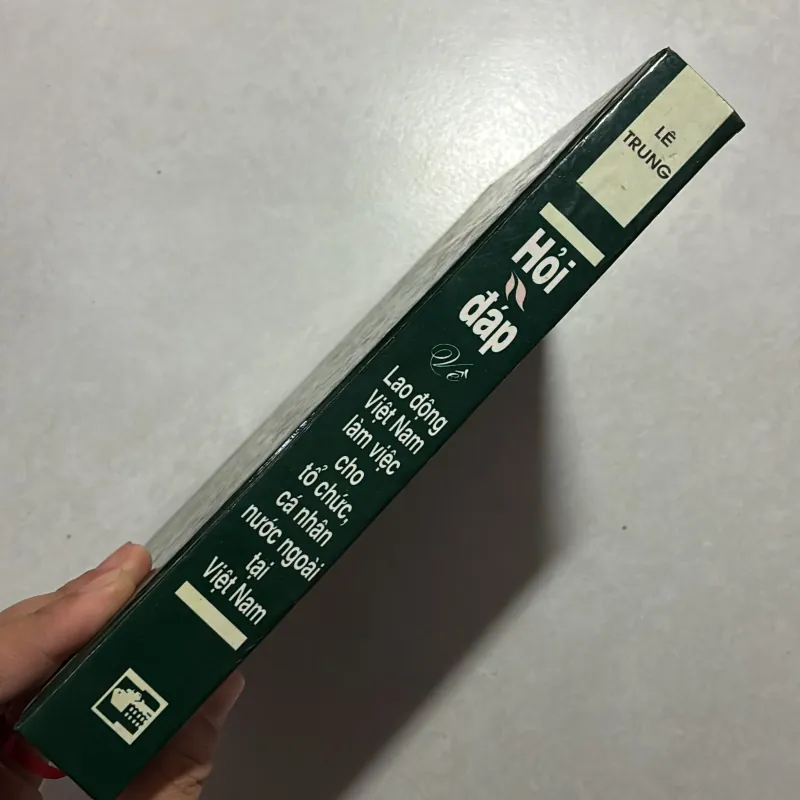 LÊ
TRUNG
Hỏi
đáp
Về
Lao động
Việt Nam
làm việc
cho
tổ chức,
cá nhân
nước ngoài
tại
Việt Nam